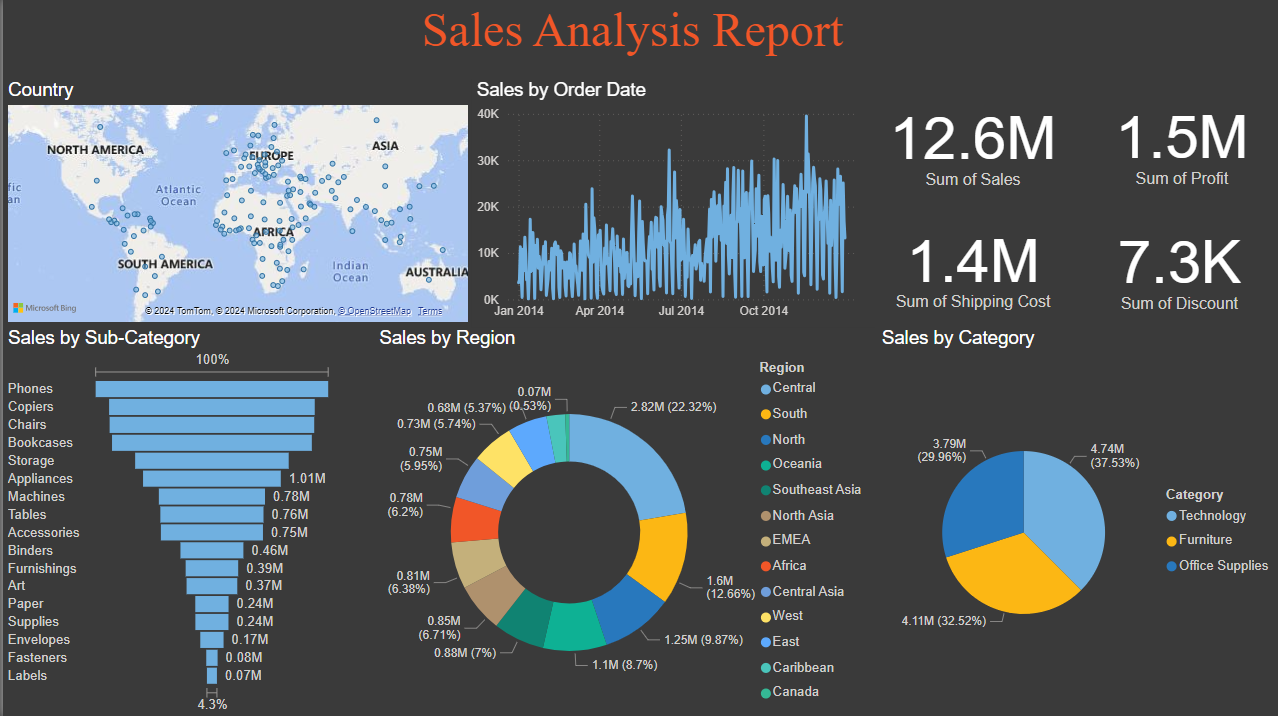 Sales Analysis Report
Country
NORTH AMERICA
EUROPE
ASIA
fic
an
Atlantic
Ocean
AFRICA
SOUTH AMERICA
Indian
Ocean
AUSTRALIA
Microsoft Bing
© 2024 TomTom, © 2024 Microsoft Corporation, © OpenStreetMap Terms
Sales by Order Date
40K
30K
20K
10K
0K
Jan 2014
Apr 2014
Jul 2014
Oct 2014
12.6M
Sum of Sales
1.5M
Sum of Profit
1.4M
Sum of Shipping Cost
7.3K
Sum of Discount
Sales by Sub-Category
100%
Phones
Copiers
Chairs
Bookcases
Storage
Appliances 1.01M
Machines 0.78M
Tables 0.76M
Accessories 0.75M
Binders 0.46M
Furnishings 0.39M
Art 0.37M
Paper 0.24M
Supplies 0.24M
Envelopes 0.17M
Fasteners 0.08M
Labels 0.07M
4.3%
Sales by Region
2.82M (22.32%)
1.6M
(12.66%)
1.25M (9.87%)
1.1M (8.7%)
0.88M (7%)
0.85M
(6.71%)
0.81M
(6.38%)
0.78M
(6.2%)
0.75M
(5.95%)
0.73M (5.74%)
0.68M (5.37%)
0.07M
(0.53%)
Region
Central
South
North
Oceania
Southeast Asia
North Asia
EMEA
Africa
Central Asia
West
East
Caribbean
Canada
Sales by Category
4.74M
(37.53%)
4.11M (32.52%)
3.79M
(29.96%)
Category
Technology
Furniture
Office Supplies